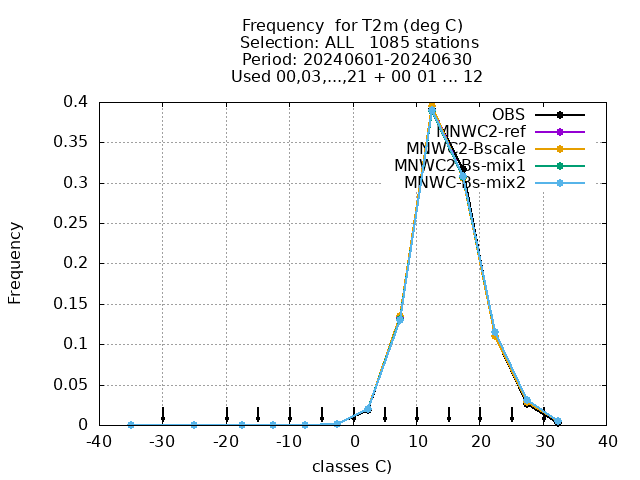 Frequency  for T2m (deg C)
Selection: ALL   1085 stations
Period: 20240601-20240630
Used 00,03,...,21 + 00 01 ... 12
0.4
0.35
0.3
0.25
0.2
0.15
0.1
0.05
0
Frequency
OBS
MNWC2-ref
MNWC2-Bscale
MNWC2-Bs-mix1
MNWC-Bs-mix2
-40 -30 -20 -10 0 10 20 30 40
classes C)